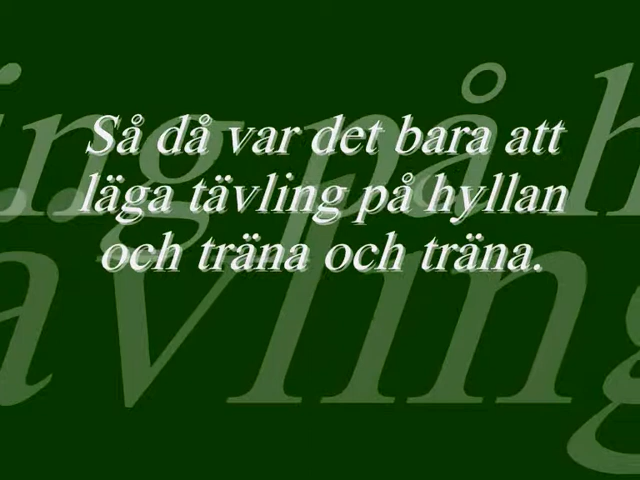 Så då var det bara att
läga tävling på hyllan
och träna och träna.